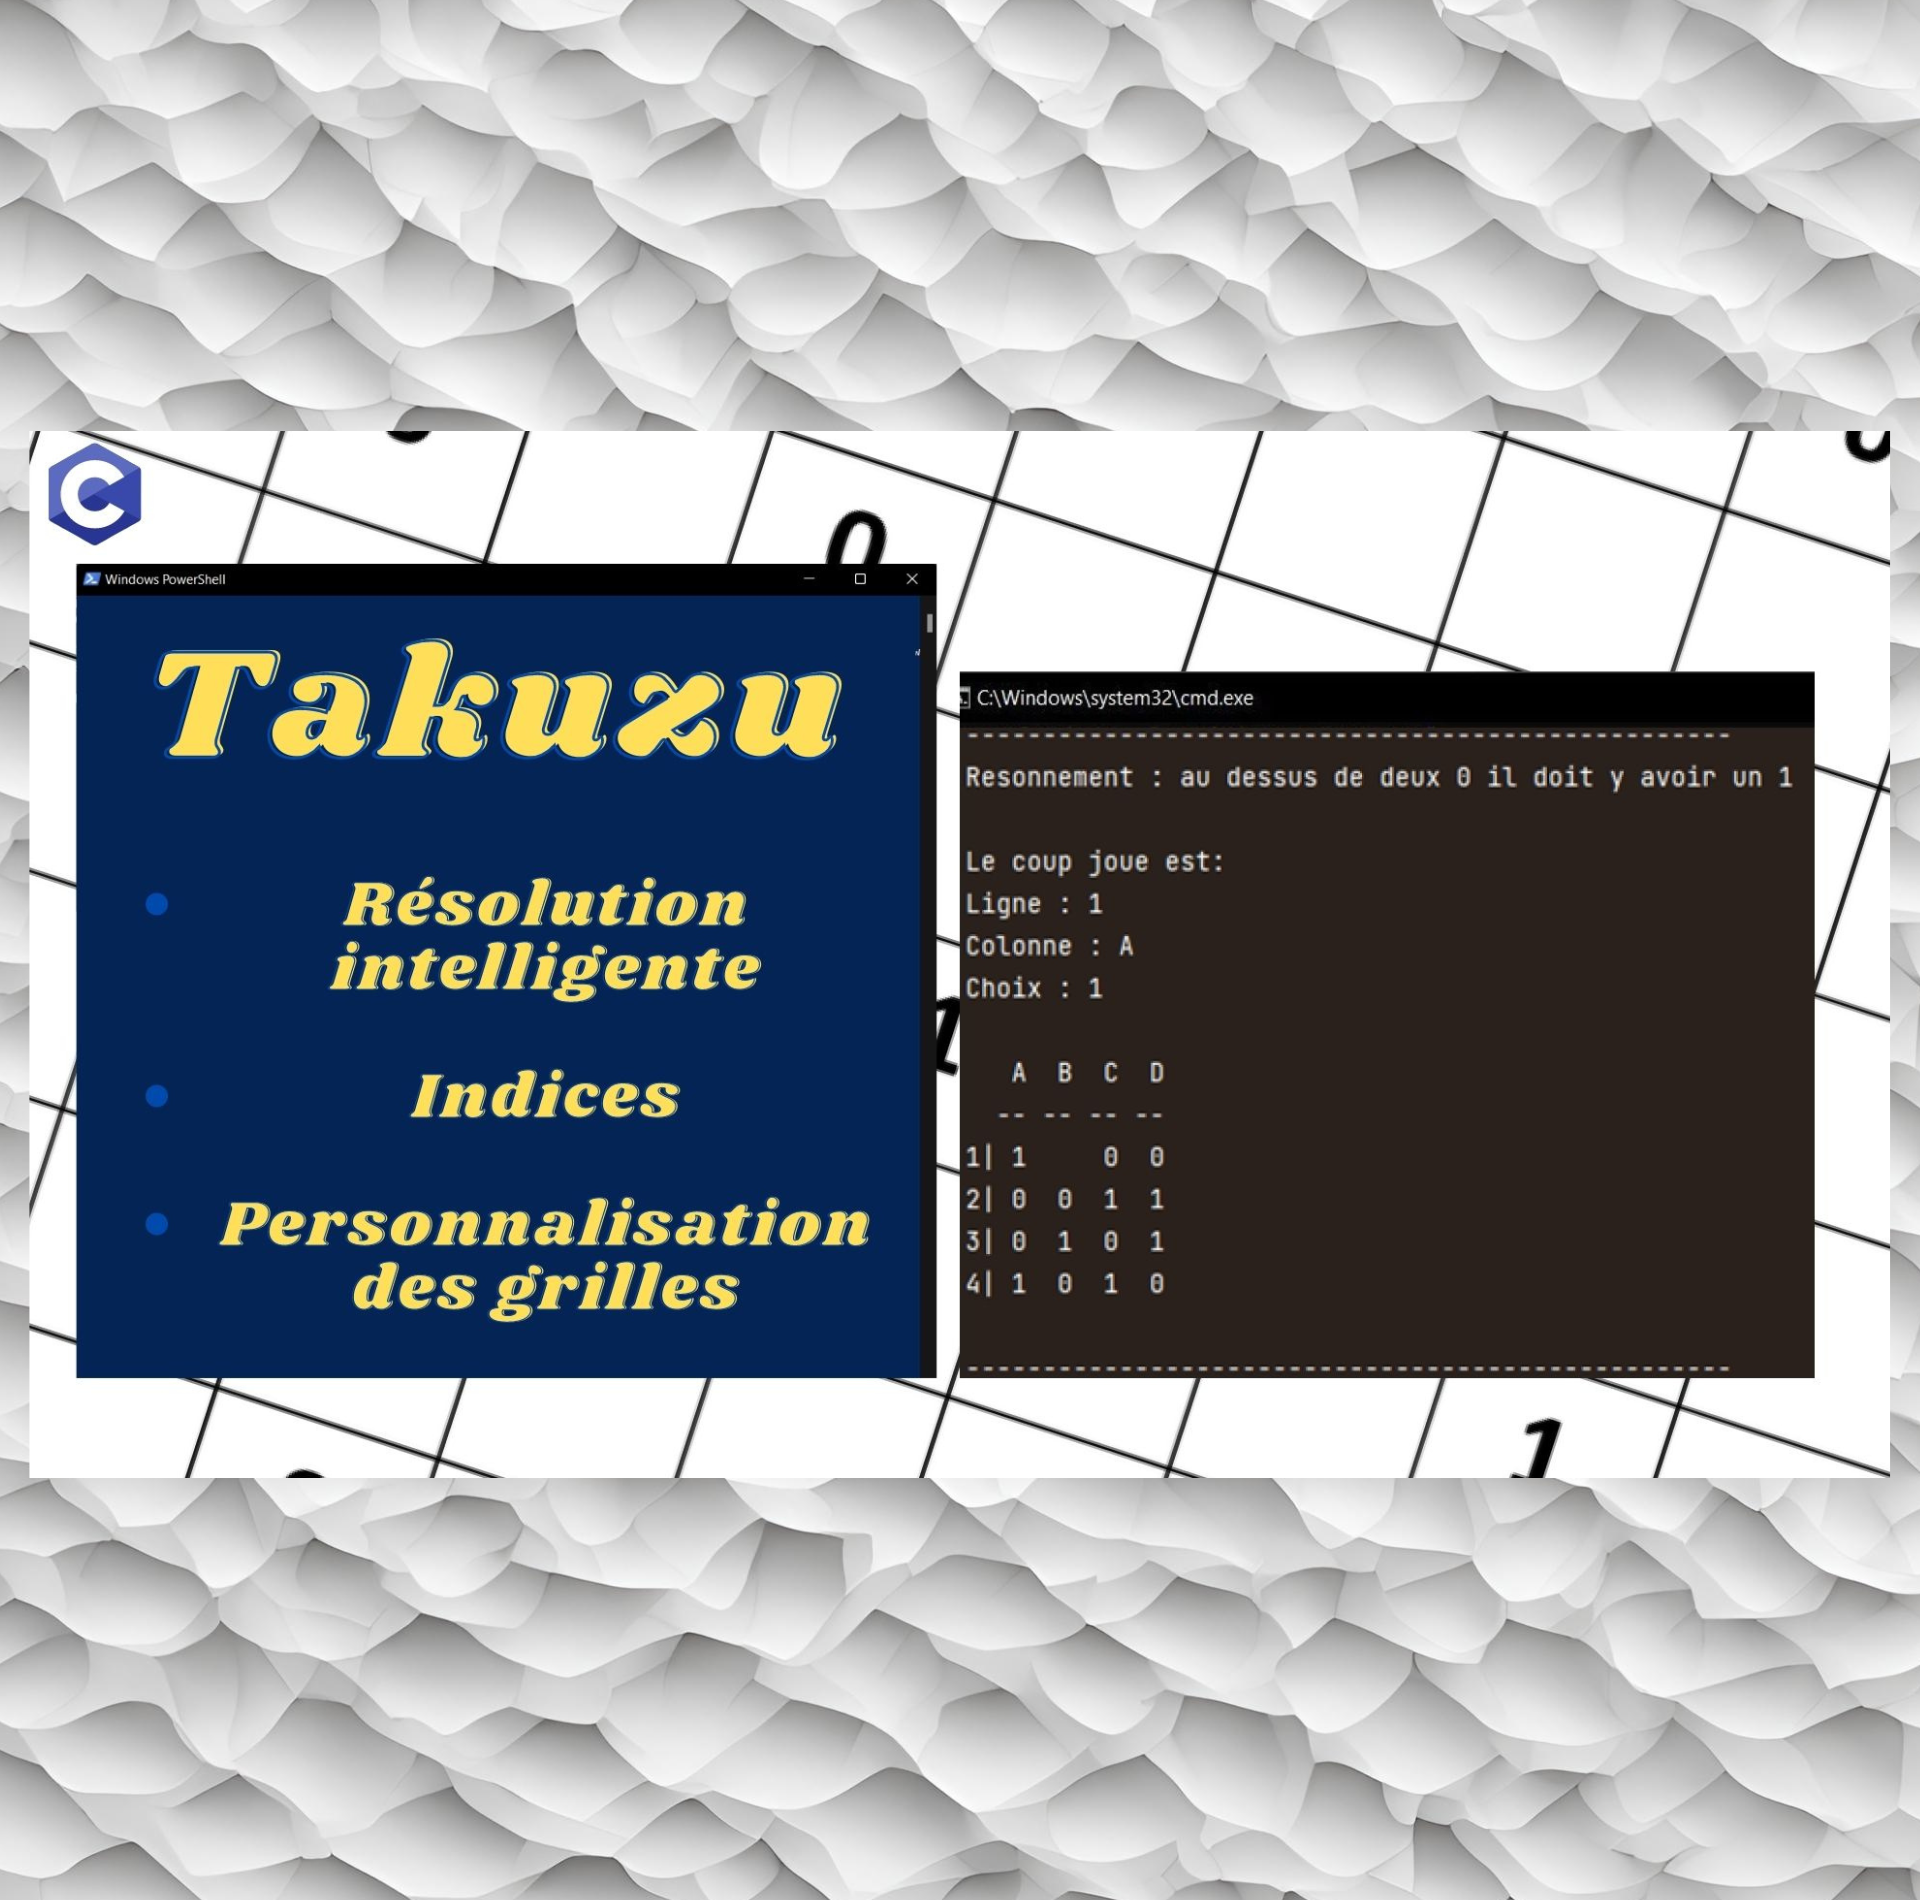 C
0
Windows PowerShell
Takuzu
Résolution
intelligente
Indices
Personnalisation
des grilles
C:\Windows\system32\cmd.exe
-------------------------------------------------
Resonnement : au dessus de deux 0 il doit y avoir un 1
Le coup joue est:
Ligne : 1
Colonne : A
Choix : 1
A B C D
-- -- -- --
1| 1 0 0
2| 0 0 1 1
3| 0 1 0 1
4| 1 0 1 0
-------------------------------------------------
1
1